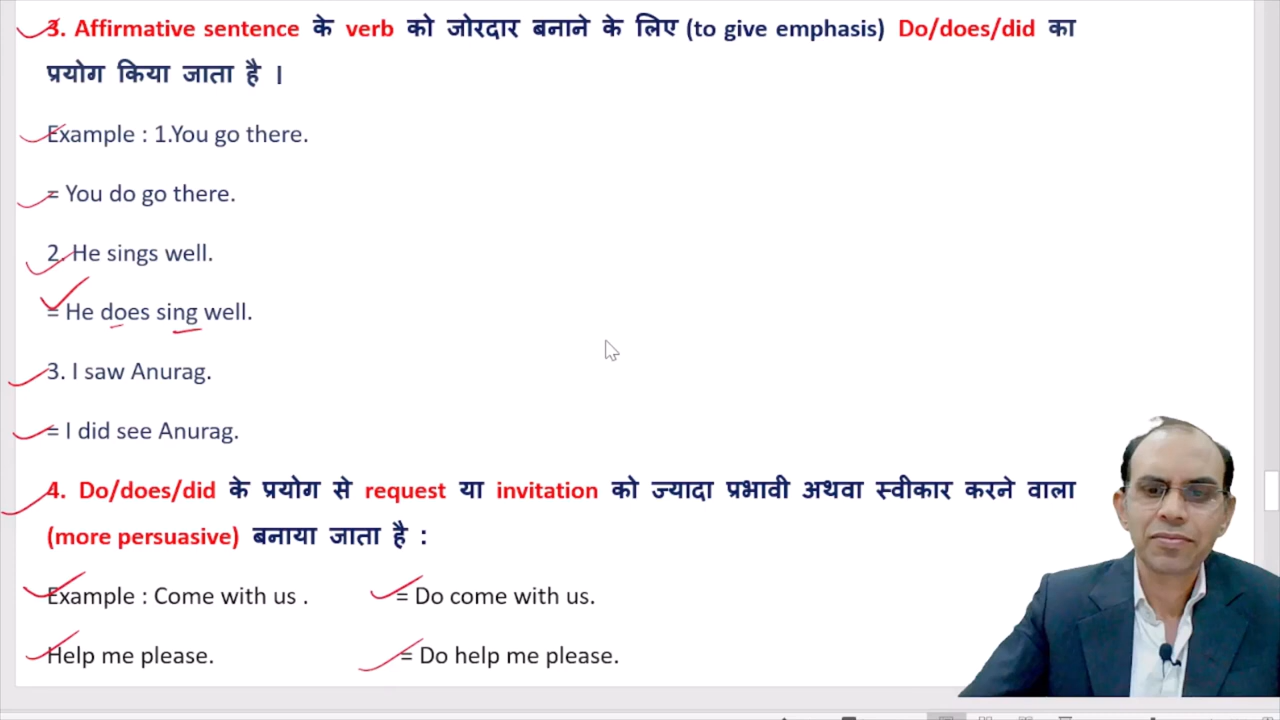 3. Affirmative sentence के verb को जोरदार बनाने के लिए (to give emphasis) Do/does/did का
प्रयोग किया जाता है ।
Example : 1.You go there.
= You do go there.
2. He sings well.
= He does sing well.
3. I saw Anurag.
= I did see Anurag.
4. Do/does/did के प्रयोग से request या invitation को ज्यादा प्रभावी अथवा स्वीकार करने वाला
(more persuasive) बनाया जाता है :
Example : Come with us . = Do come with us.
Help me please. = Do help me please.